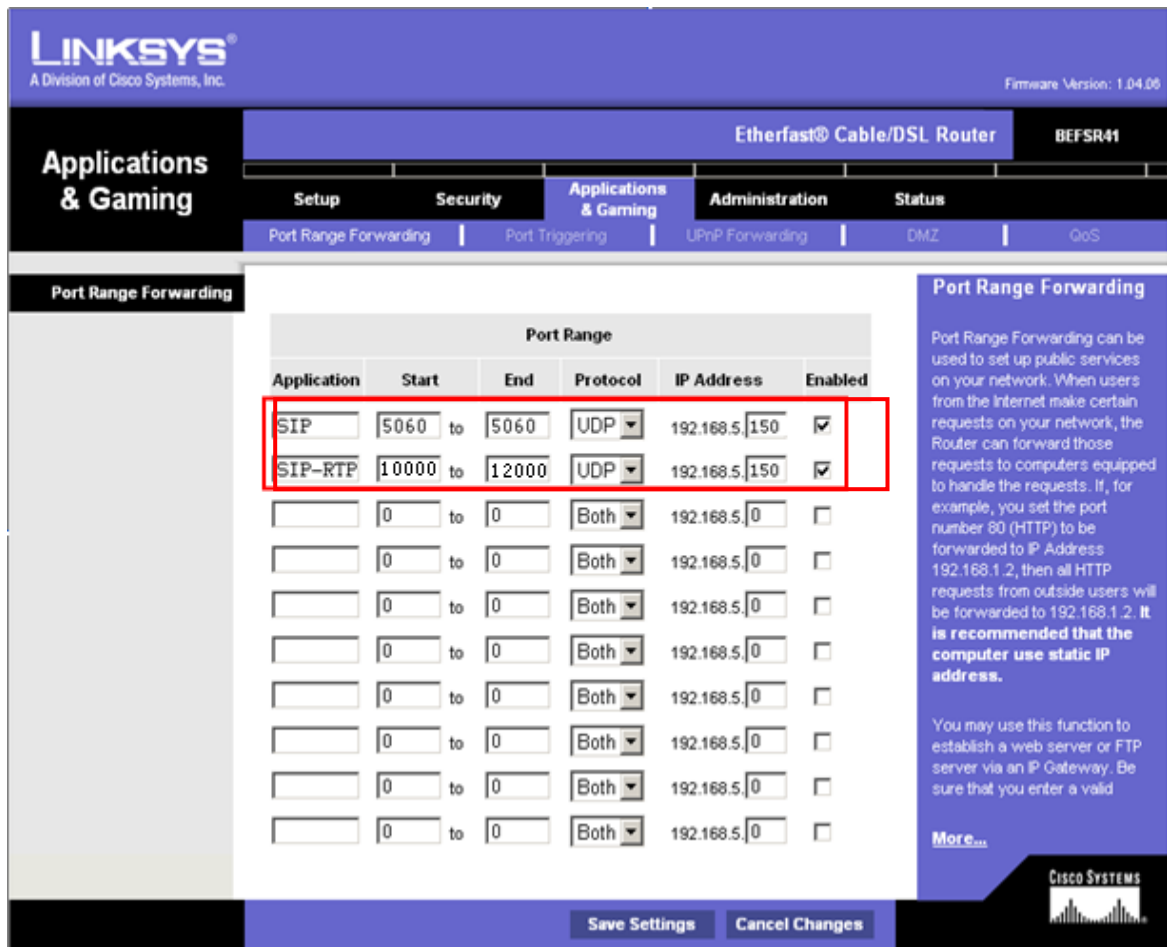 LINKSYS®
A Division of Cisco Systems, Inc.
Firmware Version: 1.04.06
Etherfast® Cable/DSL Router BEFSR41
Applications
& Gaming
Setup Security Applications & Gaming Administration Status
Port Range Forwarding Port Triggering UPnP Forwarding DMZ QoS
Port Range Forwarding
Port Range
Application Start End Protocol IP Address Enabled
SIP 5060 to 5060 UDP 192.168.5.150
SIP-RTP 10000 to 12000 UDP 192.168.5.150
0 to 0 Both 192.168.5.0
0 to 0 Both 192.168.5.0
0 to 0 Both 192.168.5.0
0 to 0 Both 192.168.5.0
0 to 0 Both 192.168.5.0
0 to 0 Both 192.168.5.0
0 to 0 Both 192.168.5.0
0 to 0 Both 192.168.5.0
Port Range Forwarding
Port Range Forwarding can be
used to set up public services
on your network. When users
from the Internet make certain
requests on your network, the
Router can forward those
requests to computers equipped
to handle the requests. If, for
example, you set the port
number 80 (HTTP) to be
forwarded to IP Address
192.168.1.2, then all HTTP
requests from outside users will
be forwarded to 192.168.1.2. It
is recommended that the
computer use static IP
address.
You may use this function to
establish a web server or FTP
server via an IP Gateway. Be
sure that you enter a valid
More...
Save Settings Cancel Changes
CISCO SYSTEMS